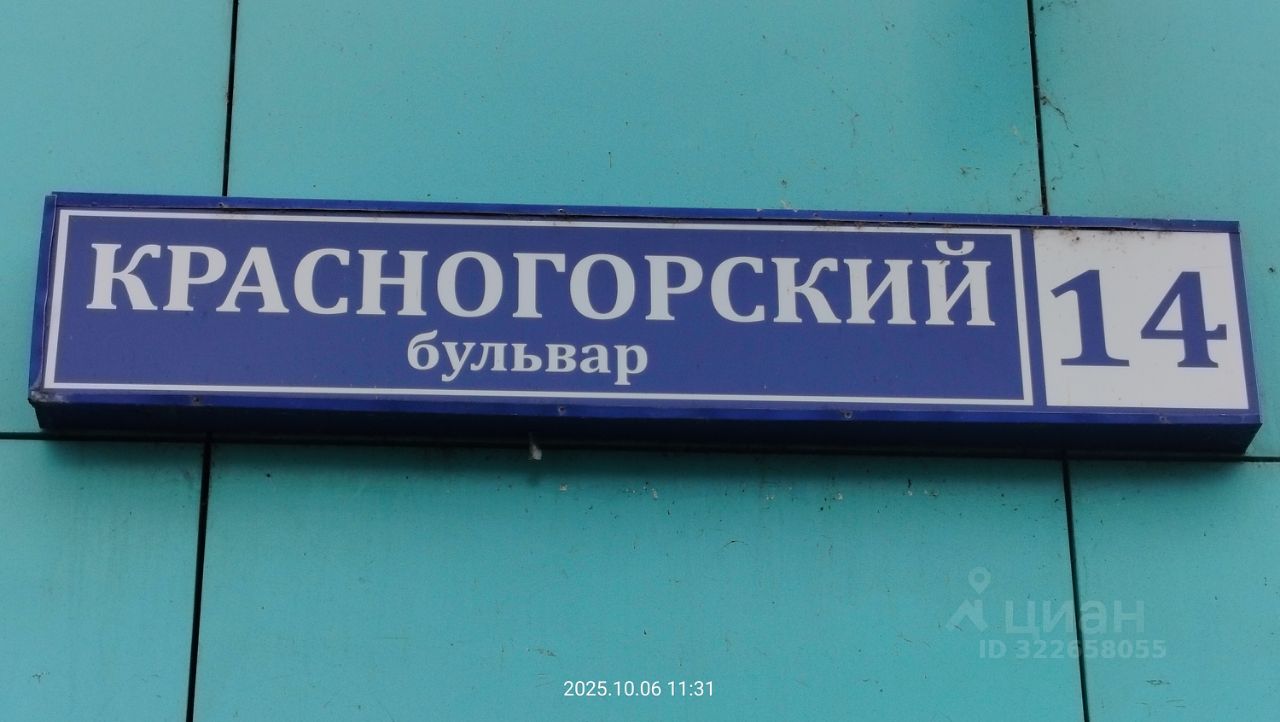 КРАСНОГОРСКИЙ
бульвар
14
циан
ID 322658055
2025.10.06 11:31